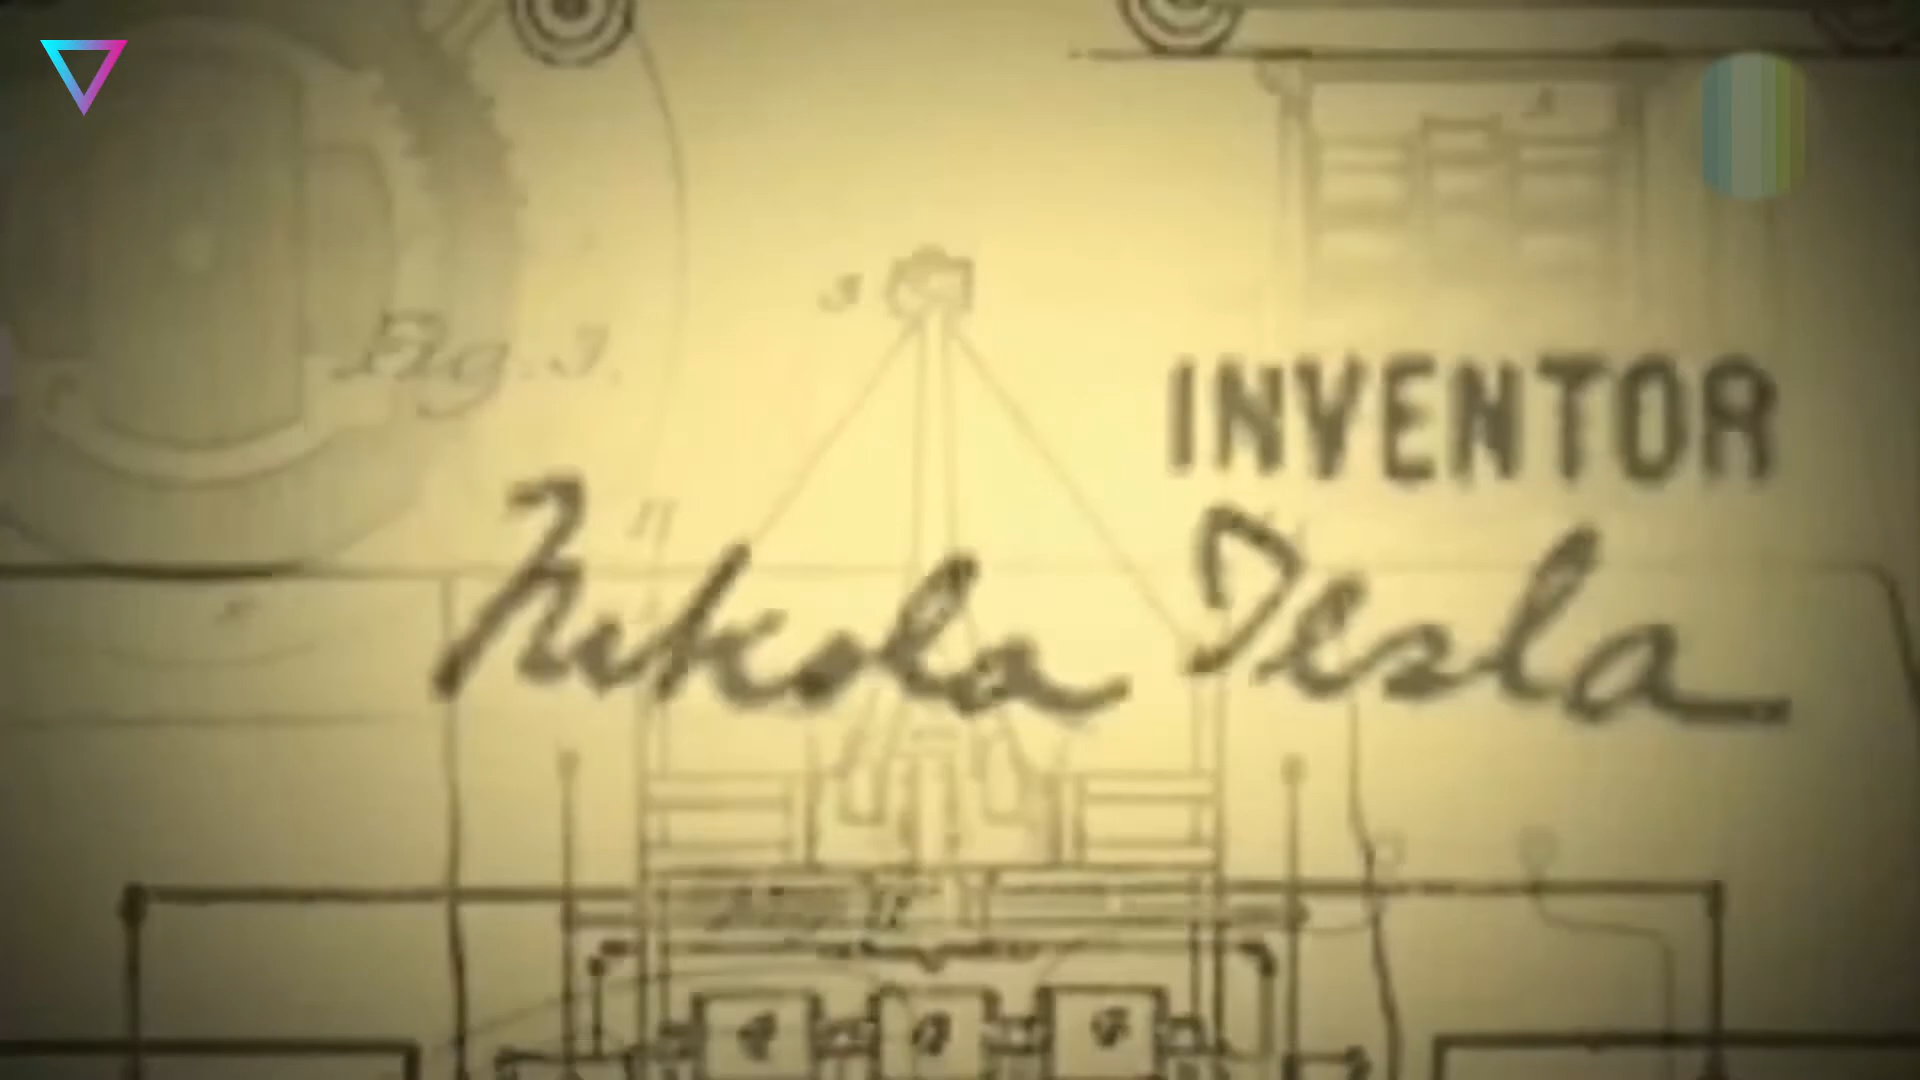 Fig. 3.
INVENTOR
Nikola Tesla